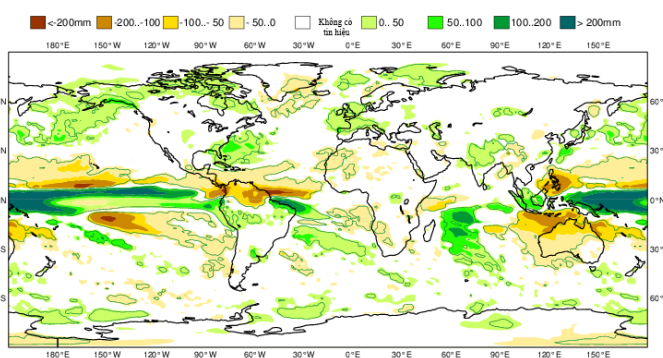 <-200mm -200..-100 -100..- 50 - 50..0 Không có tín hiệu 0.. 50 50..100 100..200 > 200mm
180°E 150°W 120°W 90°W 60°W 30°W 0°E 30°E 60°E 90°E 120°E 150°E
N 60°
N
N 0°N
S 30°
S 60°
180°E 150°W 120°W 90°W 60°W 30°W 0°E 30°E 60°E 90°E 120°E 150°E